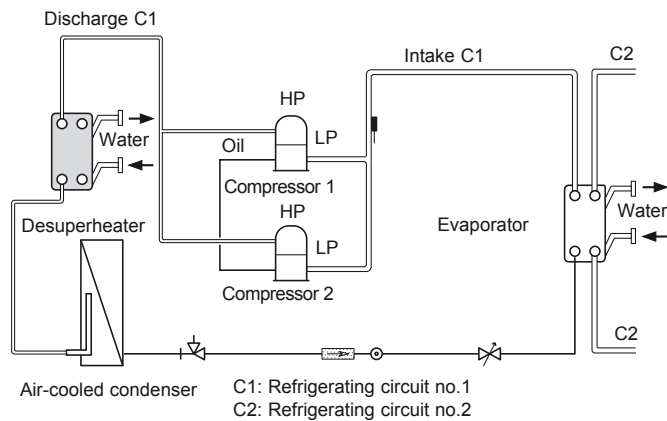 Discharge C1
Intake C1
C2
HP
Water
Oil
LP
Compressor 1
HP
Desuperheater
LP
Evaporator
Water
Compressor 2
C2
Air-cooled condenser
C1: Refrigerating circuit no.1
C2: Refrigerating circuit no.2